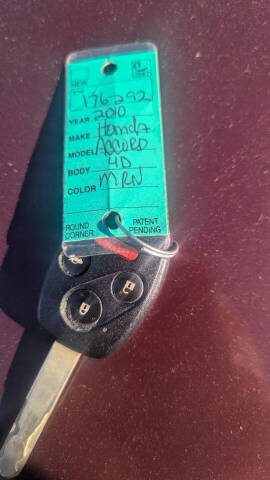 NEW USED
176292
YEAR 2010
MAKE Honda
MODEL ACCORD
BODY 4D
COLOR MRN
ROUND CORNER PATENT PENDING